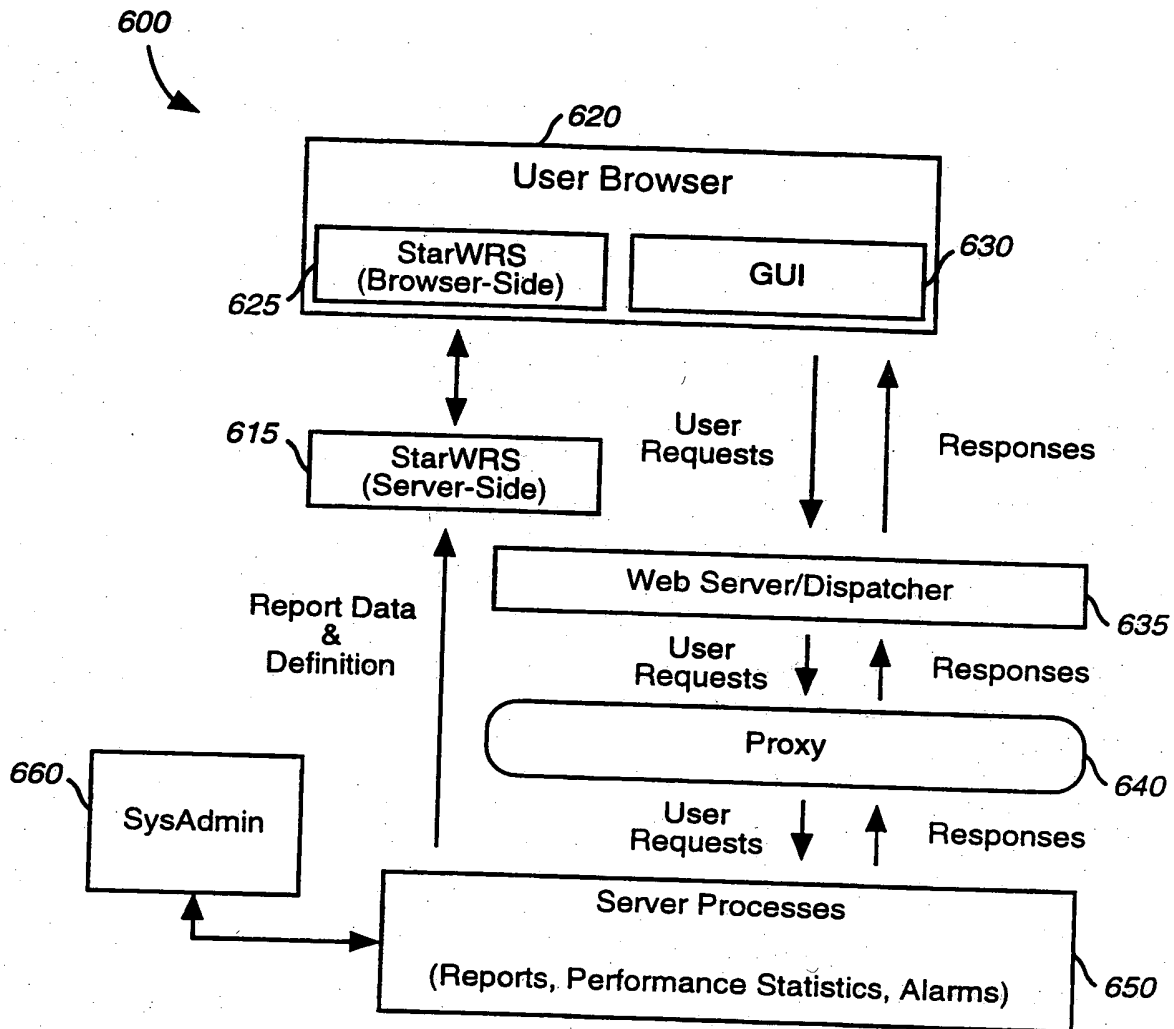 600
620
User Browser
StarWRS
(Browser-Side)
GUI
630
625
615
StarWRS
(Server-Side)
User
Requests
Responses
Report Data
&
Definition
Web Server/Dispatcher
635
User
Requests
Responses
Proxy
640
660
SysAdmin
User
Requests
Responses
Server Processes
(Reports, Performance Statistics, Alarms)
650